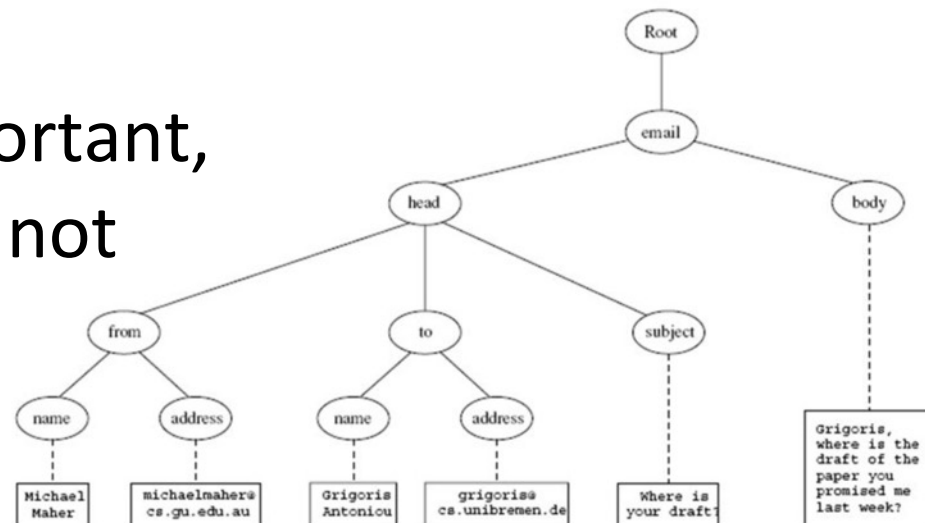 ortant,
not
Root
email
head
body
from
to
subject
name
address
name
address
Michael
Maher
michaelmaher@
cs.gu.edu.au
Grigoris
Antoniou
grigoris@
cs.unibremen.de
Where is
your draft?
Grigoris,
where is the
draft of the
paper you
promised me
last week?